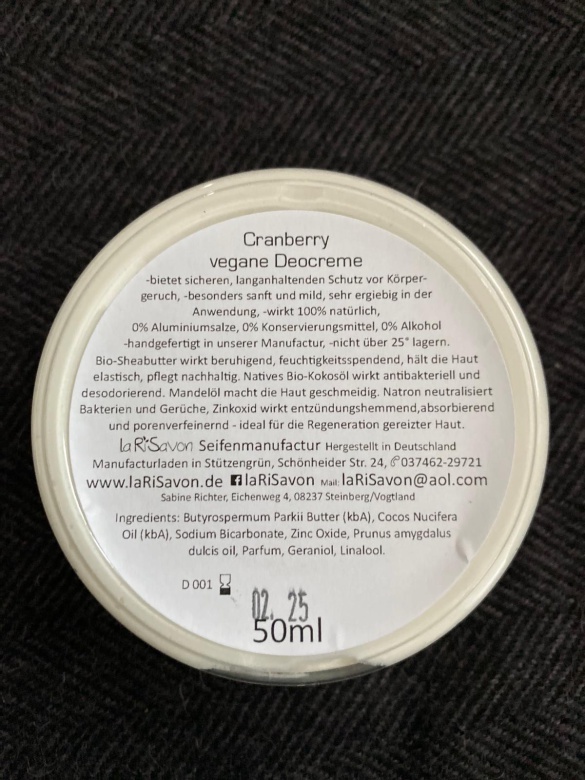 Cranberry
vegane Deocreme
-bietet sicheren, langanhaltenden Schutz vor Körper-
geruch, -besonders sanft und mild, sehr ergiebig in der
Anwendung, -wirkt 100% natürlich,
0% Aluminiumsalze, 0% Konservierungsmittel, 0% Alkohol
-handgefertigt in unserer Manufactur, -nicht über 25° lagern.
Bio-Sheabutter wirkt beruhigend, feuchtigkeitsspendend, hält die Haut
elastisch, pflegt nachhaltig. Natives Bio-Kokosöl wirkt antibakteriell und
desodorierend. Mandelöl macht die Haut geschmeidig. Natron neutralisiert
Bakterien und Gerüche, Zinkoxid wirkt entzündungshemmend,absorbierend
und porenverfeinernd - ideal für die Regeneration gereizter Haut.
laRiSavon Seifenmanufactur Hergestellt in Deutschland
Manufacturladen in Stützengrün, Schönheider Str. 24, ✆037462-29721
www.laRiSavon.de f laRiSavon Mail: laRiSavon@aol.com
Sabine Richter, Eichenweg 4, 08237 Steinberg/Vogtland
Ingredients: Butyrospermum Parkii Butter (kbA), Cocos Nucifera
Oil (kbA), Sodium Bicarbonate, Zinc Oxide, Prunus amygdalus
dulcis oil, Parfum, Geraniol, Linalool.
D 001
02. 25
50ml